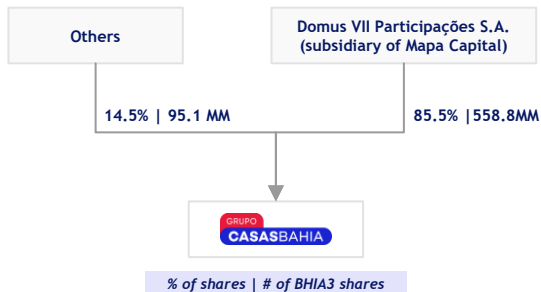 Others
Domus VII Participações S.A.
(subsidiary of Mapa Capital)
14.5% | 95.1 MM
85.5% |558.8MM
GRUPO
CASASBAHIA
% of shares | # of BHIA3 shares